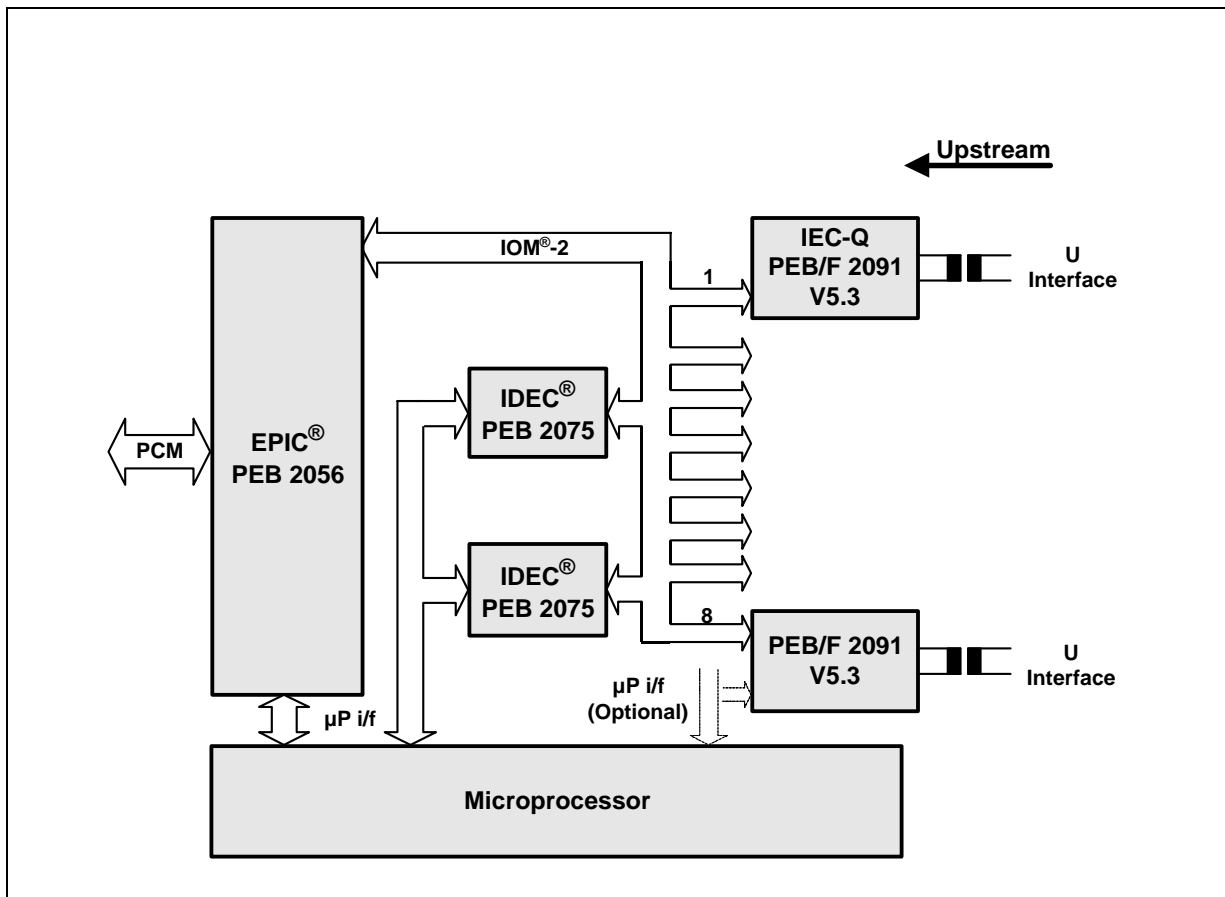 Upstream
IOM®-2
1
IEC-Q
PEB/F 2091
V5.3
U
Interface
IDEC®
PEB 2075
PCM
EPIC®
PEB 2056
IDEC®
PEB 2075
8
PEB/F 2091
V5.3
U
Interface
µP i/f
(Optional)
µP i/f
Microprocessor